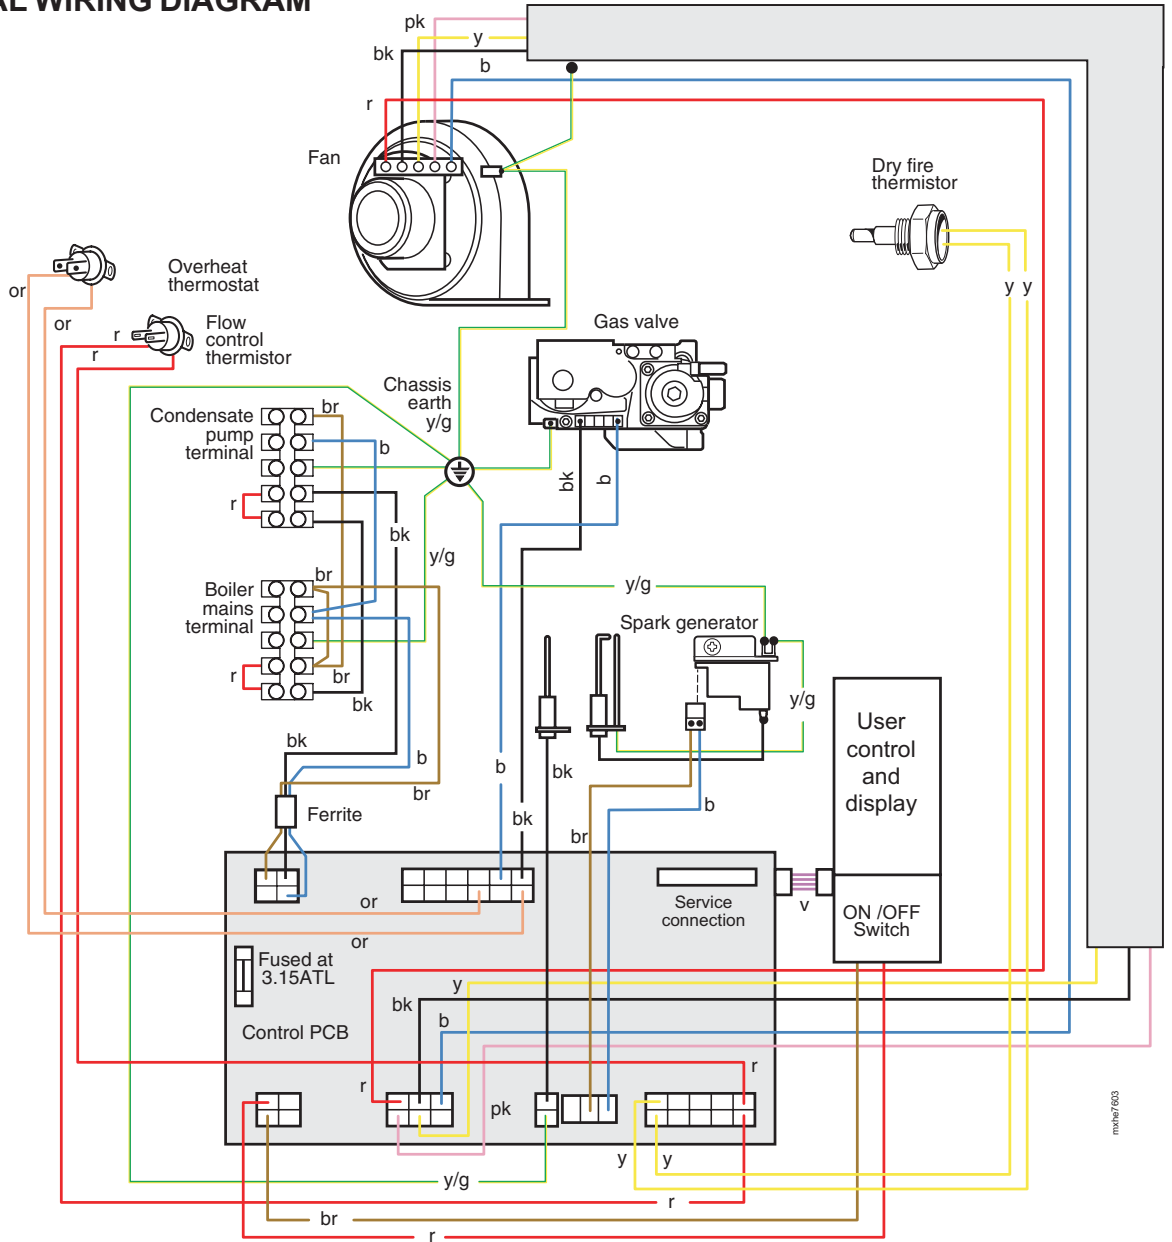 AL WIRING DIAGRAM
pk
y
bk
b
r
Fan
Dry fire
thermistor
Overheat
thermostat
or
or
y y
Flow
control
thermistor
r
r
Gas valve
Chassis
earth
y/g
Condensate
pump
terminal
br
b
r
bk
bk
b
y/g
Boiler
mains
terminal
br
y/g
Spark generator
r
br
bk
y/g
User
control
and
display
bk
b
br
b
bk
b
Ferrite
bk
br
or
Service
connection
v
ON /OFF
Switch
or
Fused at
3.15ATL
y
bk
b
Control PCB
r
r
pk
mxhe7603
y
y
y/g
r
br
r